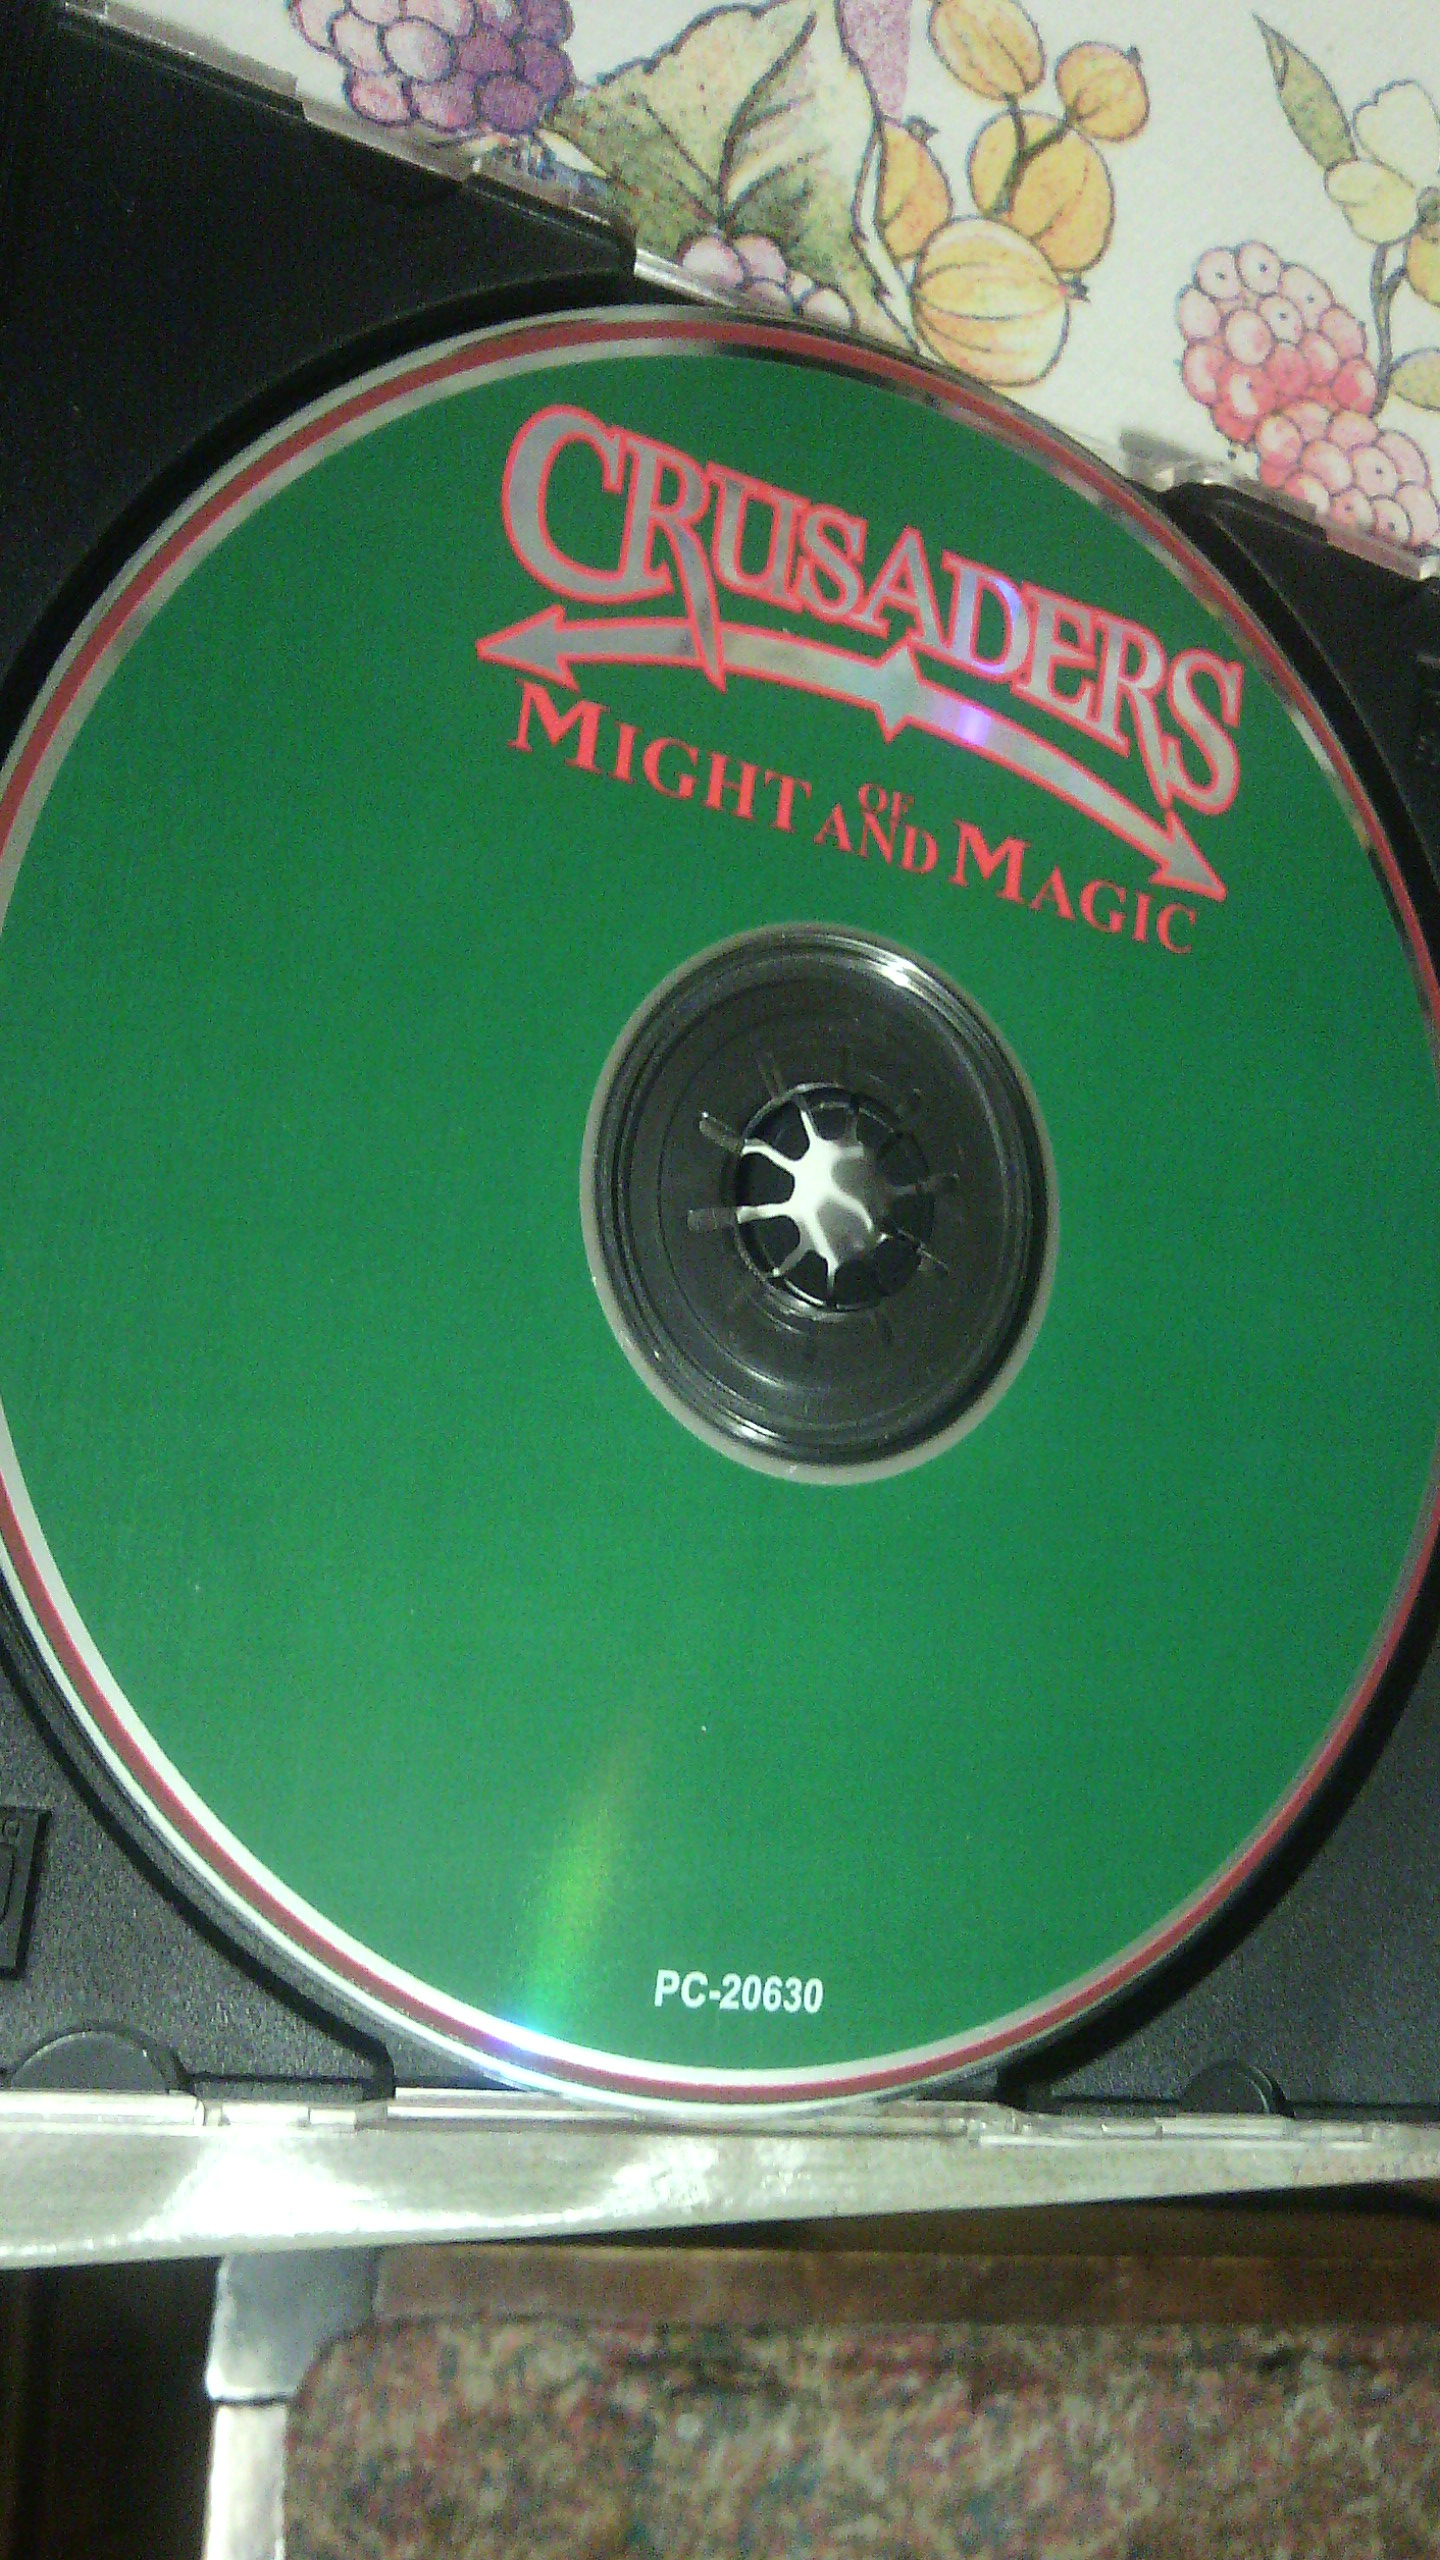 CRUSADERS
OF
MIGHT AND MAGIC
PC-20630